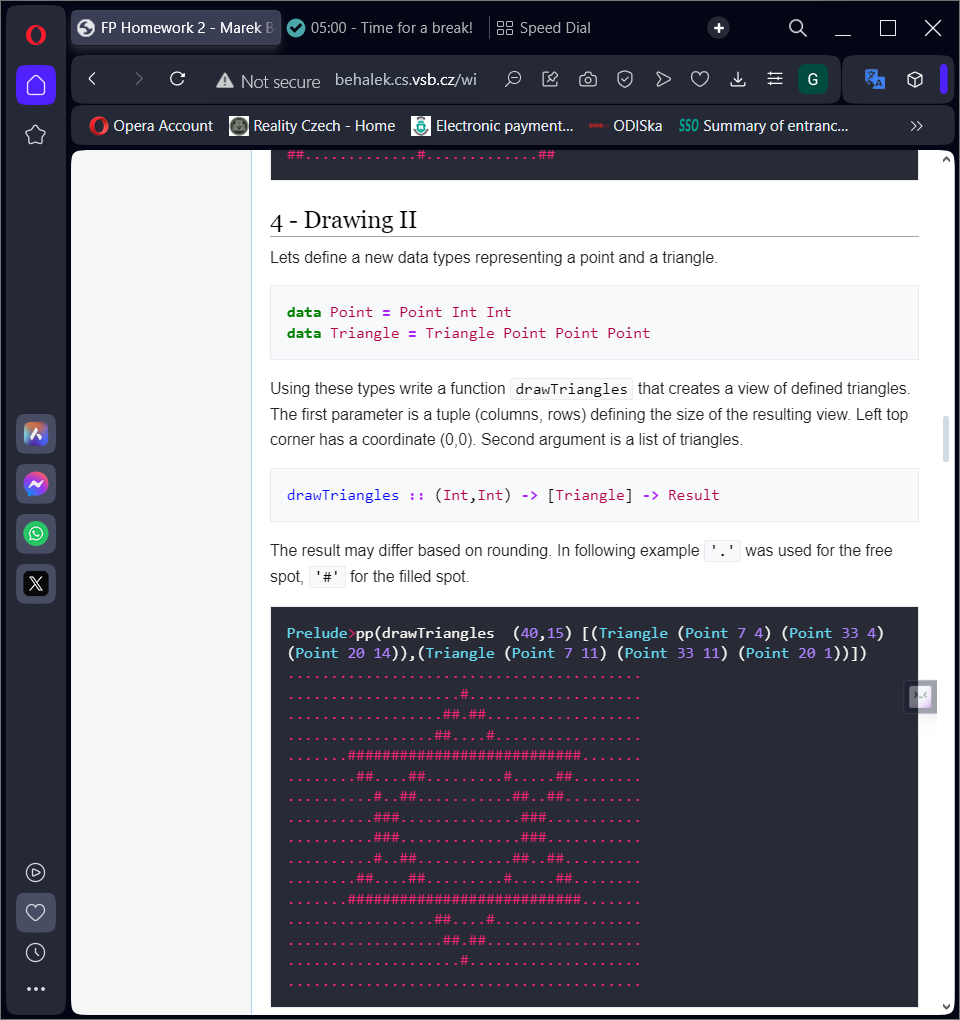 FP Homework 2 - Marek B
05:00 - Time for a break!
Speed Dial
Not secure
behalek.cs.vsb.cz/wi
G
Opera Account
Reality Czech - Home
Electronic payment...
ODISka
SSO Summary of entranc...
##.............#.............##
4 - Drawing II
Lets define a new data types representing a point and a triangle.
data Point = Point Int Int
data Triangle = Triangle Point Point Point
Using these types write a function drawTriangles that creates a view of defined triangles.
The first parameter is a tuple (columns, rows) defining the size of the resulting view. Left top
corner has a coordinate (0,0). Second argument is a list of triangles.
drawTriangles :: (Int,Int) -> [Triangle] -> Result
The result may differ based on rounding. In following example '.' was used for the free
spot, '#' for the filled spot.
Prelude>pp(drawTriangles  (40,15) [(Triangle (Point 7 4) (Point 33 4)
(Point 20 14)),(Triangle (Point 7 11) (Point 33 11) (Point 20 1))])
.........................................
....................#....................
..................##.##..................
.................##....#.................
.......###########################.......
........##....##.........#.....##........
..........#..##...........##..##.........
..........###..............###...........
..........###..............###...........
..........#..##...........##..##.........
........##....##.........#.....##........
.......###########################.......
.................##....#.................
..................##.##..................
....................#....................
.........................................